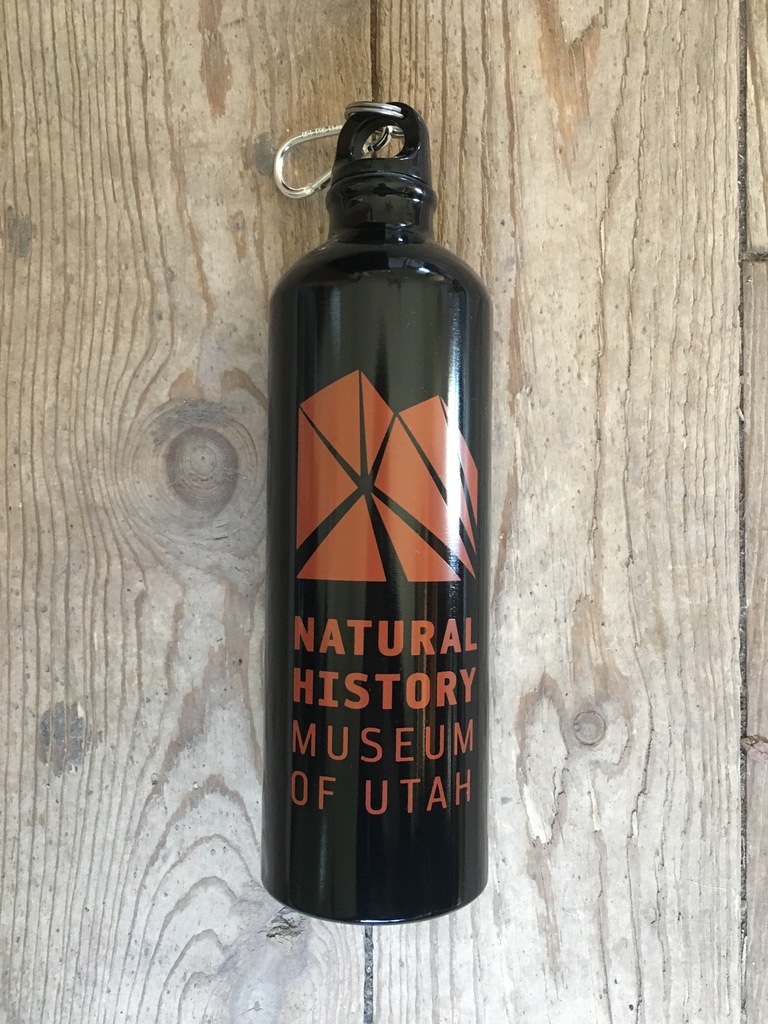 NATURAL
HISTORY
MUSEUM
OF UTAH